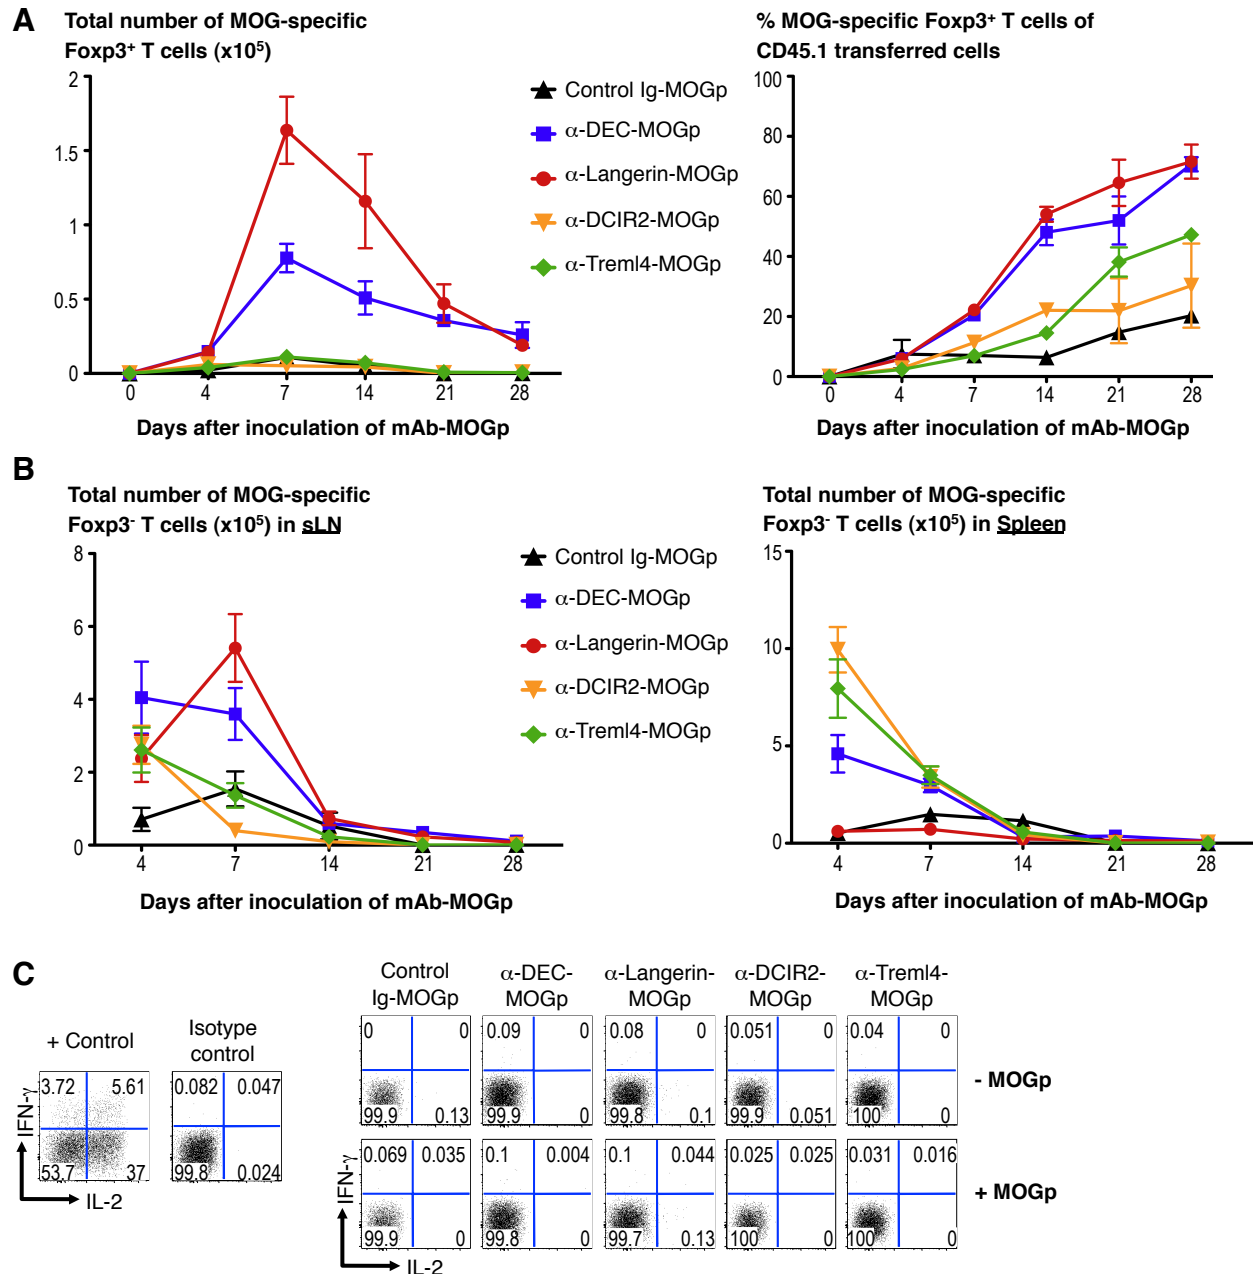 A
Total number of MOG-specific
Foxp3⁺ T cells (x10⁵)
2
1.5
1
0.5
0
0 4 7 14 21 28
Days after inoculation of mAb-MOGp
Control Ig-MOGp
α-DEC-MOGp
α-Langerin-MOGp
α-DCIR2-MOGp
α-Treml4-MOGp
% MOG-specific Foxp3⁺ T cells of
CD45.1 transferred cells
100
80
60
40
20
0
0 4 7 14 21 28
Days after inoculation of mAb-MOGp
B
Total number of MOG-specific
Foxp3⁻ T cells (x10⁵) in sLN
8
6
4
2
0
4 7 14 21 28
Days after inoculation of mAb-MOGp
Control Ig-MOGp
α-DEC-MOGp
α-Langerin-MOGp
α-DCIR2-MOGp
α-Treml4-MOGp
Total number of MOG-specific
Foxp3⁻ T cells (x10⁵) in Spleen
15
10
5
0
4 7 14 21 28
Days after inoculation of mAb-MOGp
C
+ Control
3.72 5.61
53.7 37
IFN-γ
IL-2
Isotype
control
0.082 0.047
99.8 0.024
Control
Ig-MOGp
α-DEC-
MOGp
α-Langerin-
MOGp
α-DCIR2-
MOGp
α-Treml4-
MOGp
0 0 0.09 0 0.08 0 0.051 0 0.04 0
99.9 0.13 99.9 0 99.8 0.1 99.9 0.051 100 0
- MOGp
0.069 0.035 0.1 0.004 0.1 0.044 0.025 0.025 0.031 0.016
99.9 0 99.8 0 99.7 0.13 100 0 100 0
+ MOGp
IFN-γ
IL-2